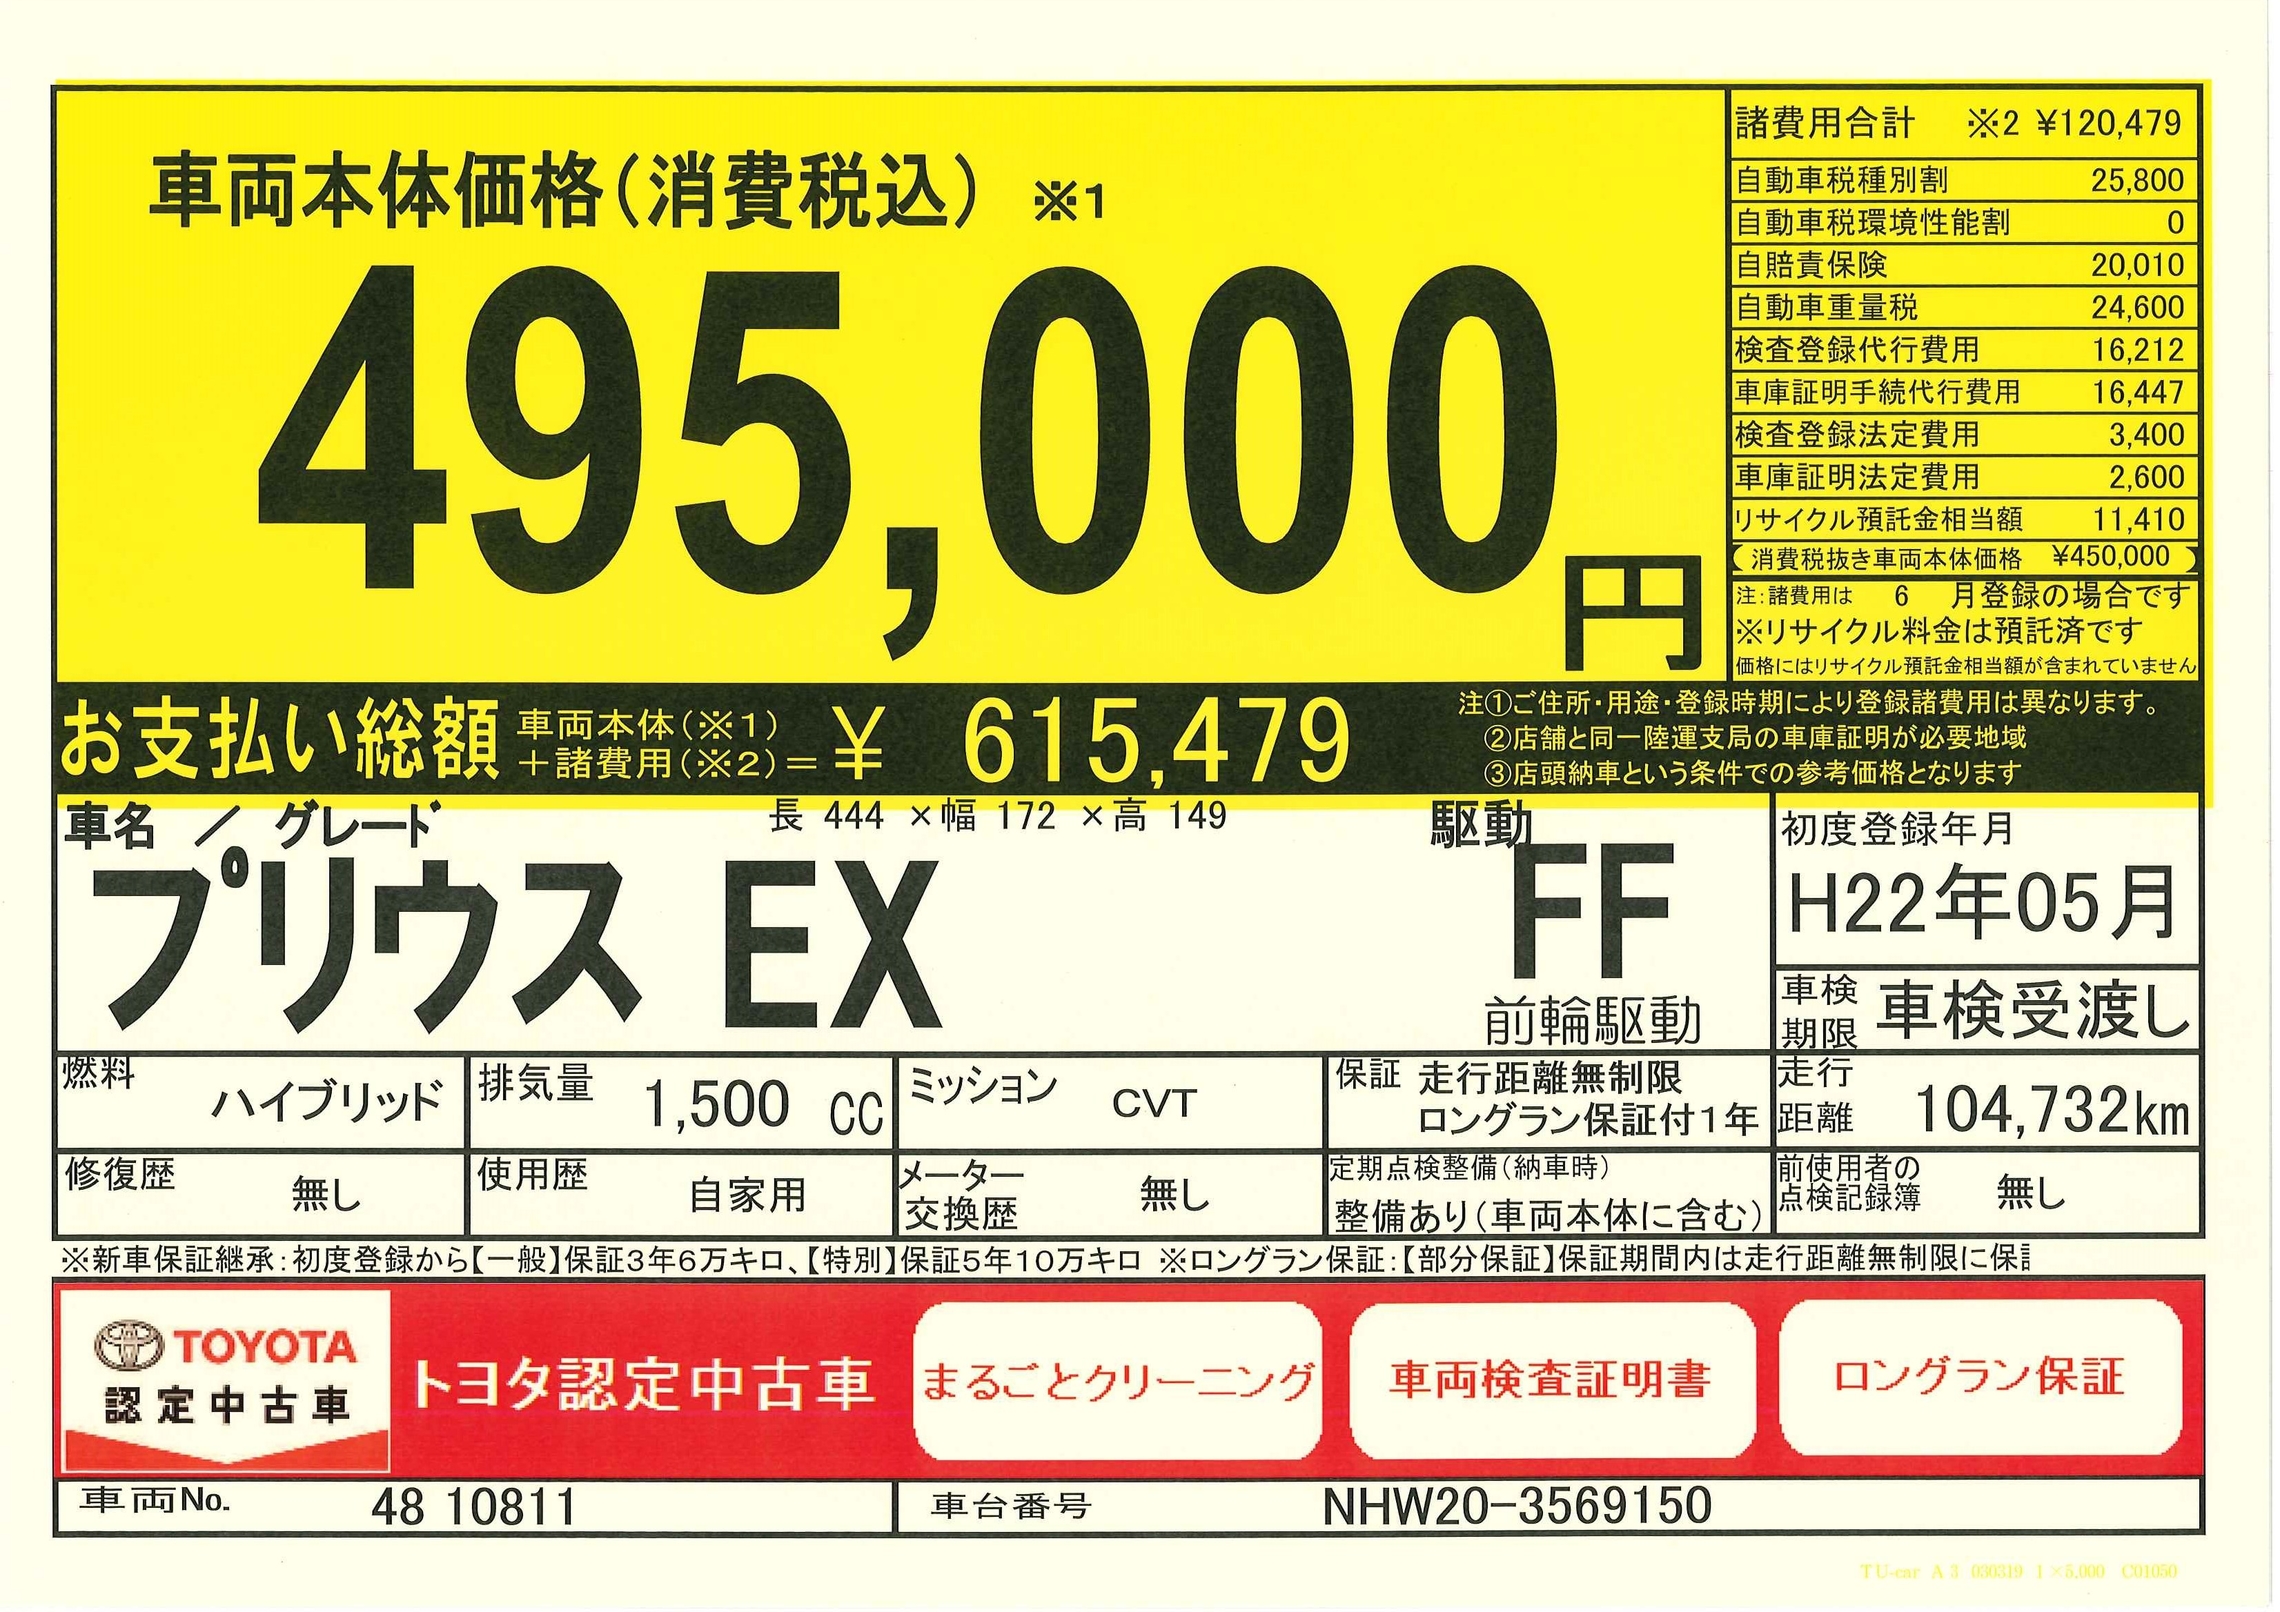 車両本体価格(消費税込) ※1
495,000円
諸費用合計 ※2 ¥120,479
自動車税種別割 25,800
自動車税環境性能割 0
自賠責保険 20,010
自動車重量税 24,600
検査登録代行費用 16,212
車庫証明手続代行費用 16,447
検査登録法定費用 3,400
車庫証明法定費用 2,600
リサイクル預託金相当額 11,410
( 消費税抜き車両本体価格 ¥450,000 )
注:諸費用は 6 月登録の場合です
※リサイクル料金は預託済です
価格にはリサイクル預託金相当額が含まれていません
お支払い総額 車両本体(※1)
+諸費用(※2)= ¥ 615,479
注①ご住所・用途・登録時期により登録諸費用は異なります。
②店舗と同一陸運支局の車庫証明が必要地域
③店頭納車という条件での参考価格となります
車名 / グレード 長 444 ×幅 172 ×高 149
プリウス EX
駆動 FF
前輪駆動
初度登録年月
H22年05月
車検期限 車検受渡し
燃料 ハイブリッド
排気量 1,500 CC
ミッション CVT
保証 走行距離無制限
ロングラン保証付1年
走行距離 104,732km
修復歴 無し
使用歴 自家用
メーター交換歴 無し
定期点検整備(納車時)
整備あり(車両本体に含む)
前使用者の点検記録簿 無し
※新車保証継承:初度登録から【一般】保証3年6万キロ、【特別】保証5年10万キロ ※ロングラン保証:【部分保証】保証期間内は走行距離無制限に保
TOYOTA
認定中古車
トヨタ認定中古車
まるごとクリーニング
車両検査証明書
ロングラン保証
車両No. 48 10811
車台番号 NHW20-3569150
TU-car A3 030319 1×5,000 C01050